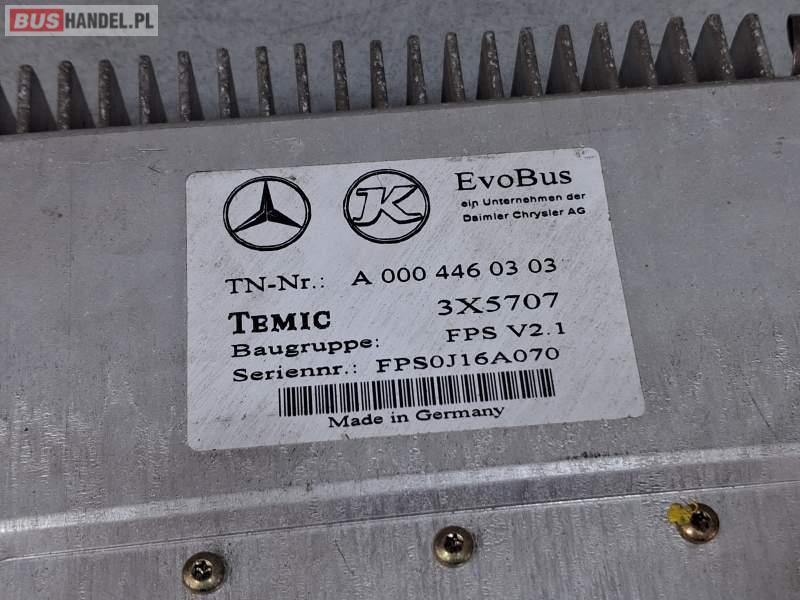 BUSHANDEL.PL
K EvoBus
ein Unternehmen der
Daimler Chrysler AG
TN-Nr.: A 000 446 03 03
TEMIC 3X5707
Baugruppe: FPS V2.1
Seriennr.: FPS0J16A070
Made in Germany